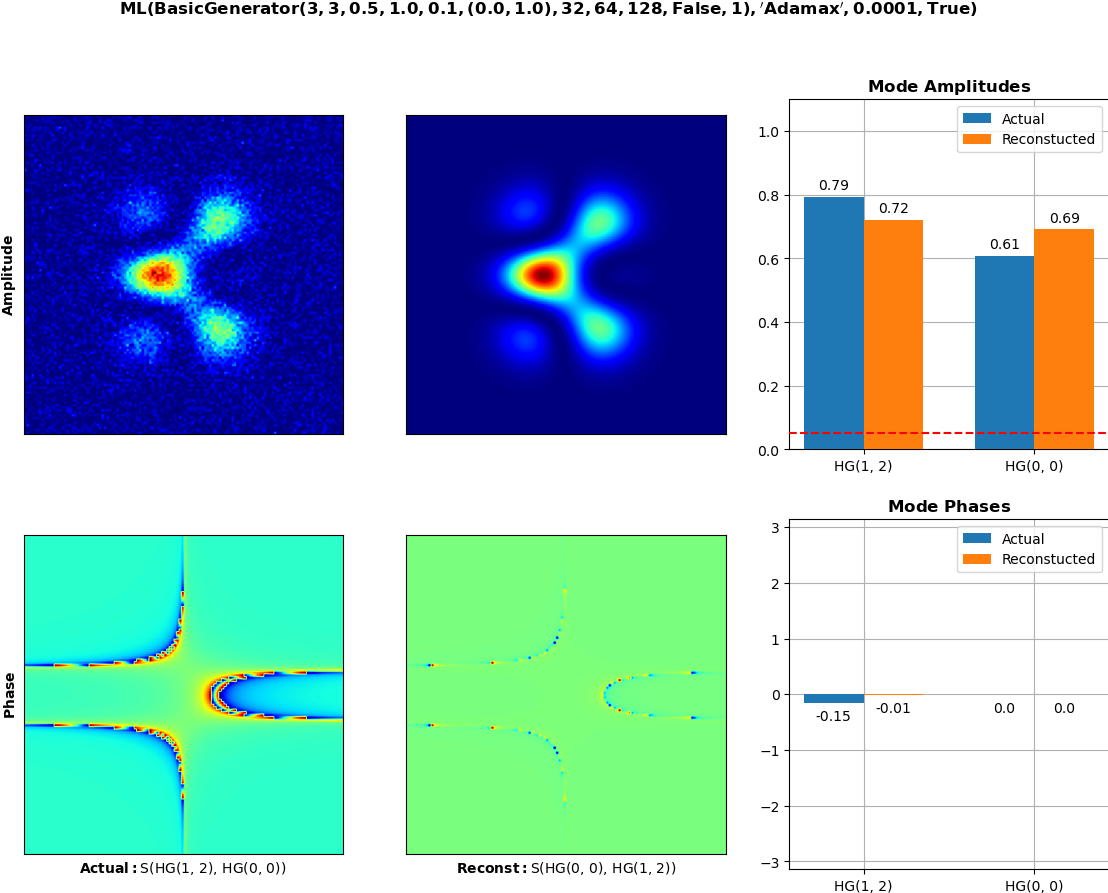 ML(BasicGenerator(3, 3, 0.5, 1.0, 0.1, (0.0, 1.0), 32, 64, 128, False, 1), ′Adamax′, 0.0001, True)
Amplitude
Mode Amplitudes
Actual
Reconstucted
1.0
0.8
0.6
0.4
0.2
0.0
0.79
0.72
0.61
0.69
HG(1, 2)
HG(0, 0)
Phase
Actual: S(HG(1, 2), HG(0, 0))
Reconst: S(HG(0, 0), HG(1, 2))
Mode Phases
Actual
Reconstucted
3
2
1
0
−1
−2
−3
-0.15
-0.01
0.0
0.0
HG(1, 2)
HG(0, 0)